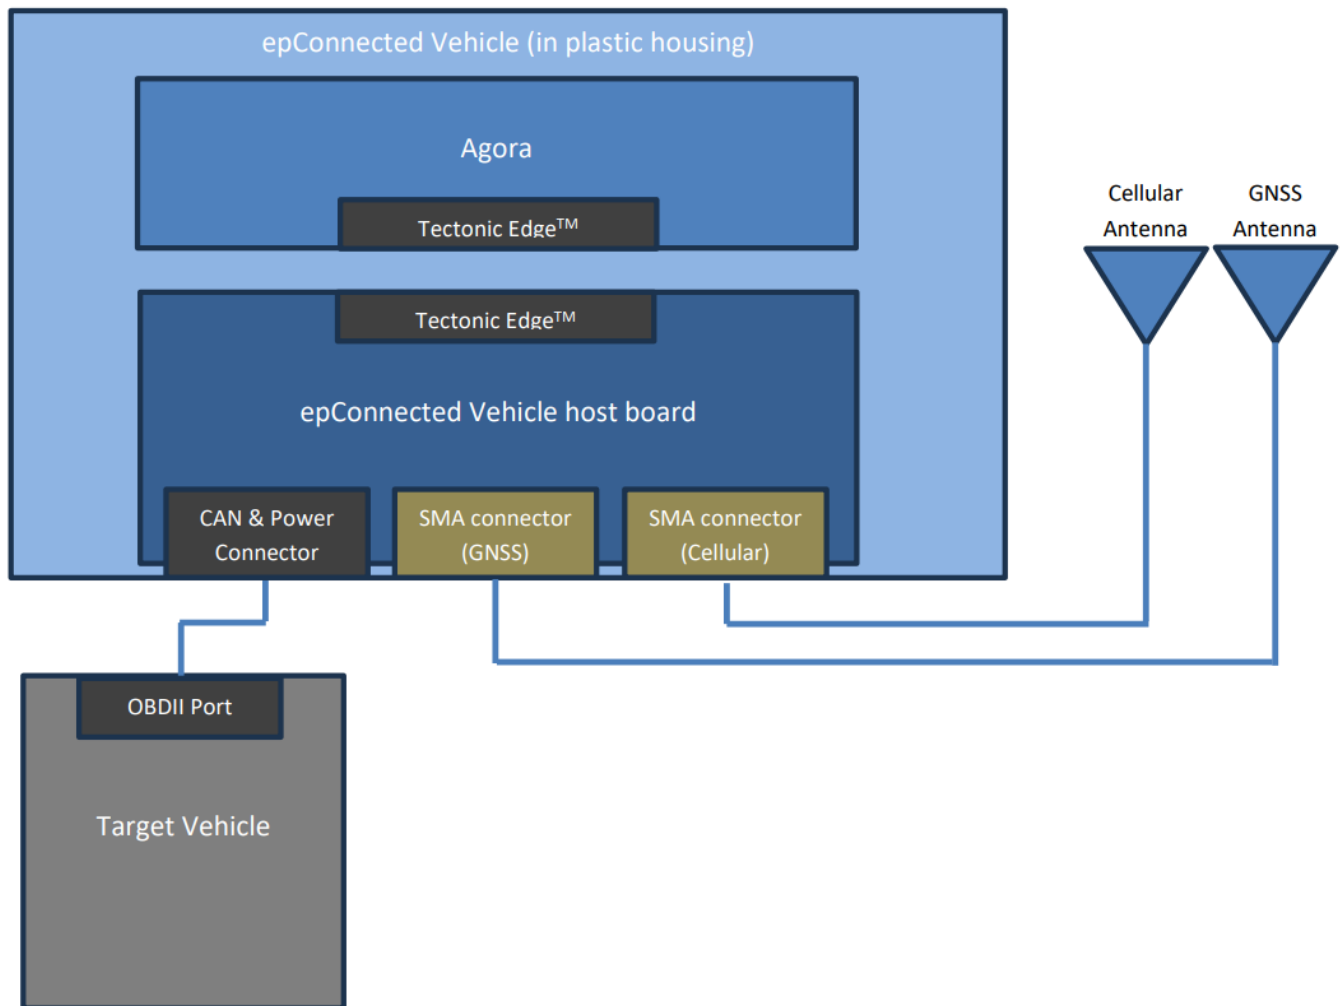 epConnected Vehicle (in plastic housing)
Agora
Tectonic Edge™
Tectonic Edge™
epConnected Vehicle host board
CAN & Power
Connector
SMA connector
(GNSS)
SMA connector
(Cellular)
Cellular
Antenna
GNSS
Antenna
OBDII Port
Target Vehicle